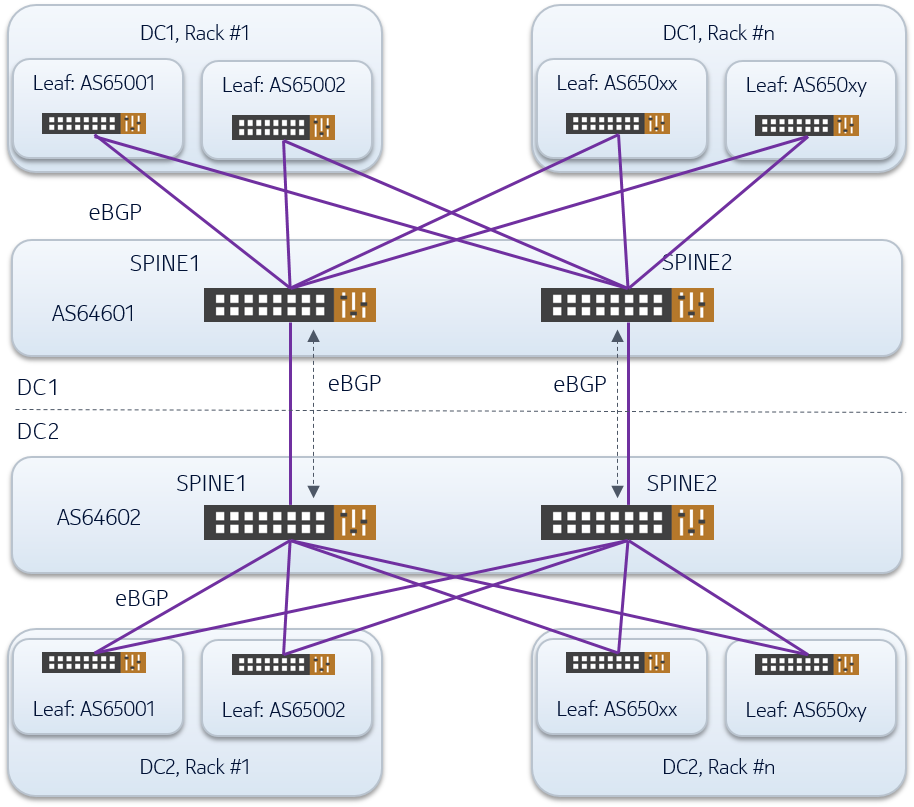 DC1, Rack #1
DC1, Rack #n
Leaf: AS65001
Leaf: AS65002
Leaf: AS650xx
Leaf: AS650xy
eBGP
SPINE1
SPINE2
AS64601
eBGP
eBGP
DC1
DC2
SPINE1
SPINE2
AS64602
eBGP
Leaf: AS65001
Leaf: AS65002
Leaf: AS650xx
Leaf: AS650xy
DC2, Rack #1
DC2, Rack #n